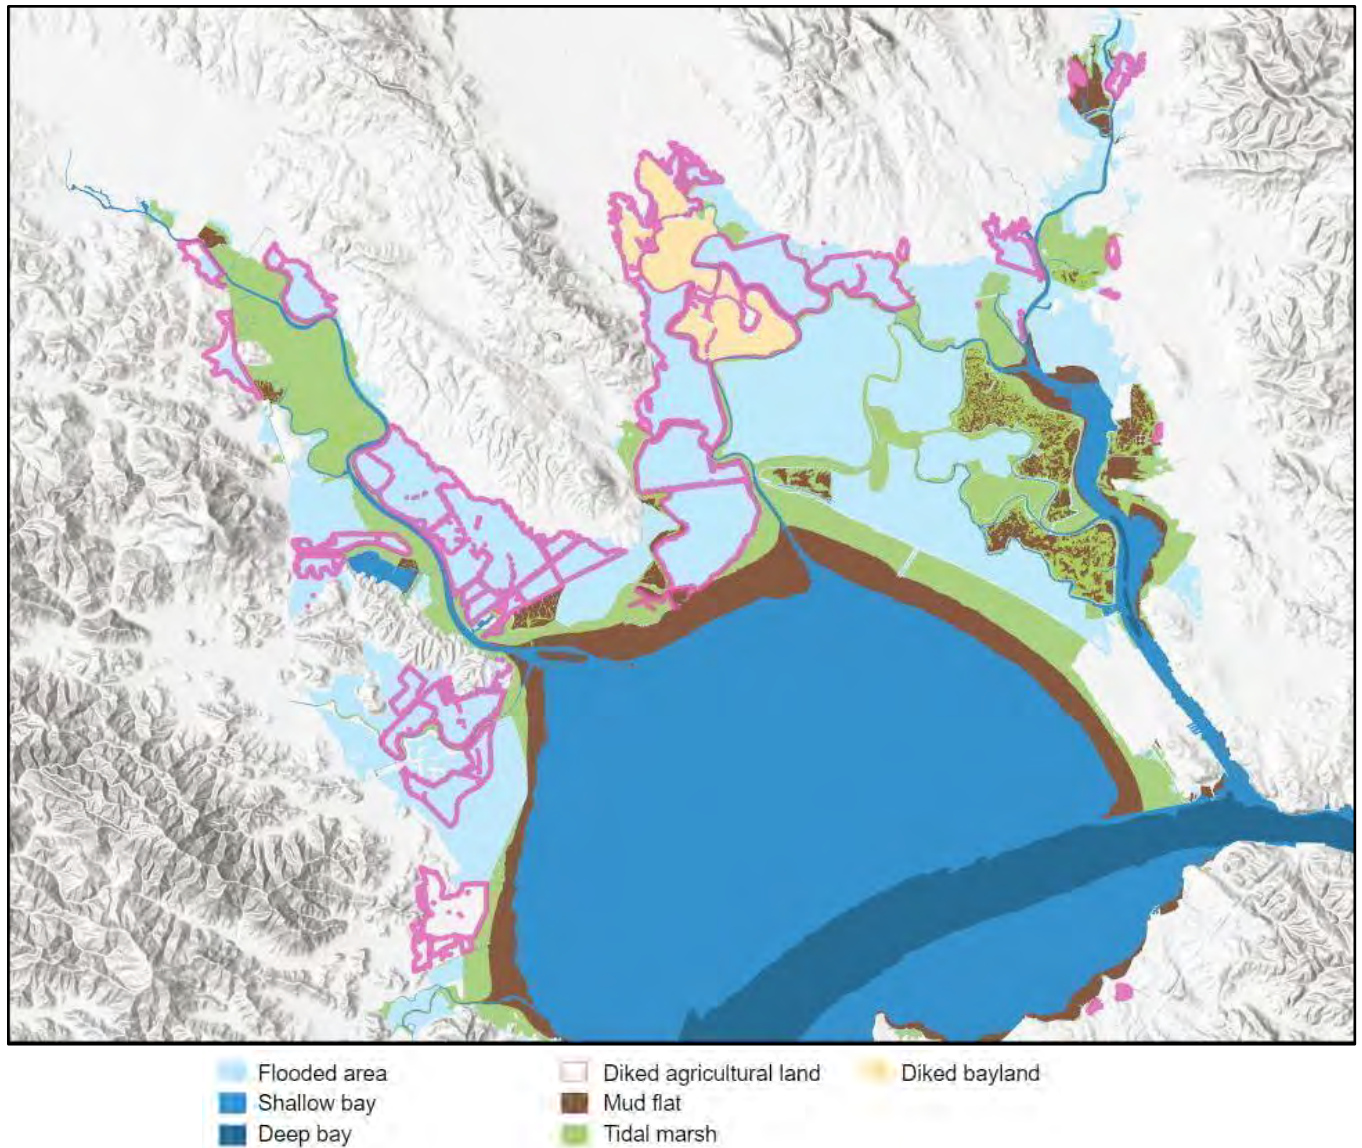 Flooded area
Diked agricultural land
Diked bayland
Shallow bay
Mud flat
Deep bay
Tidal marsh